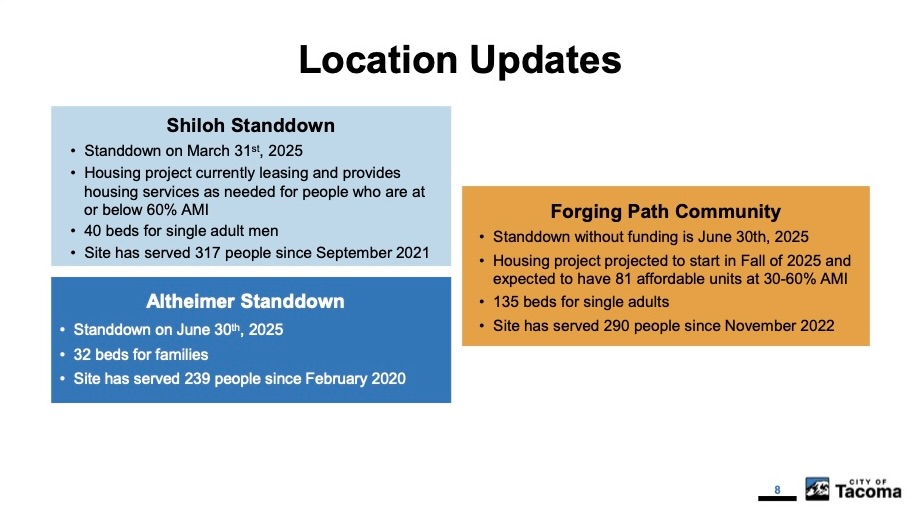 Location Updates
Shiloh Standdown
• Standdown on March 31st, 2025
• Housing project currently leasing and provides
housing services as needed for people who are at
or below 60% AMI
• 40 beds for single adult men
• Site has served 317 people since September 2021
Altheimer Standdown
• Standdown on June 30th, 2025
• 32 beds for families
• Site has served 239 people since February 2020
Forging Path Community
• Standdown without funding is June 30th, 2025
• Housing project projected to start in Fall of 2025 and
expected to have 81 affordable units at 30-60% AMI
• 135 beds for single adults
• Site has served 290 people since November 2022
8
CITY OF
Tacoma